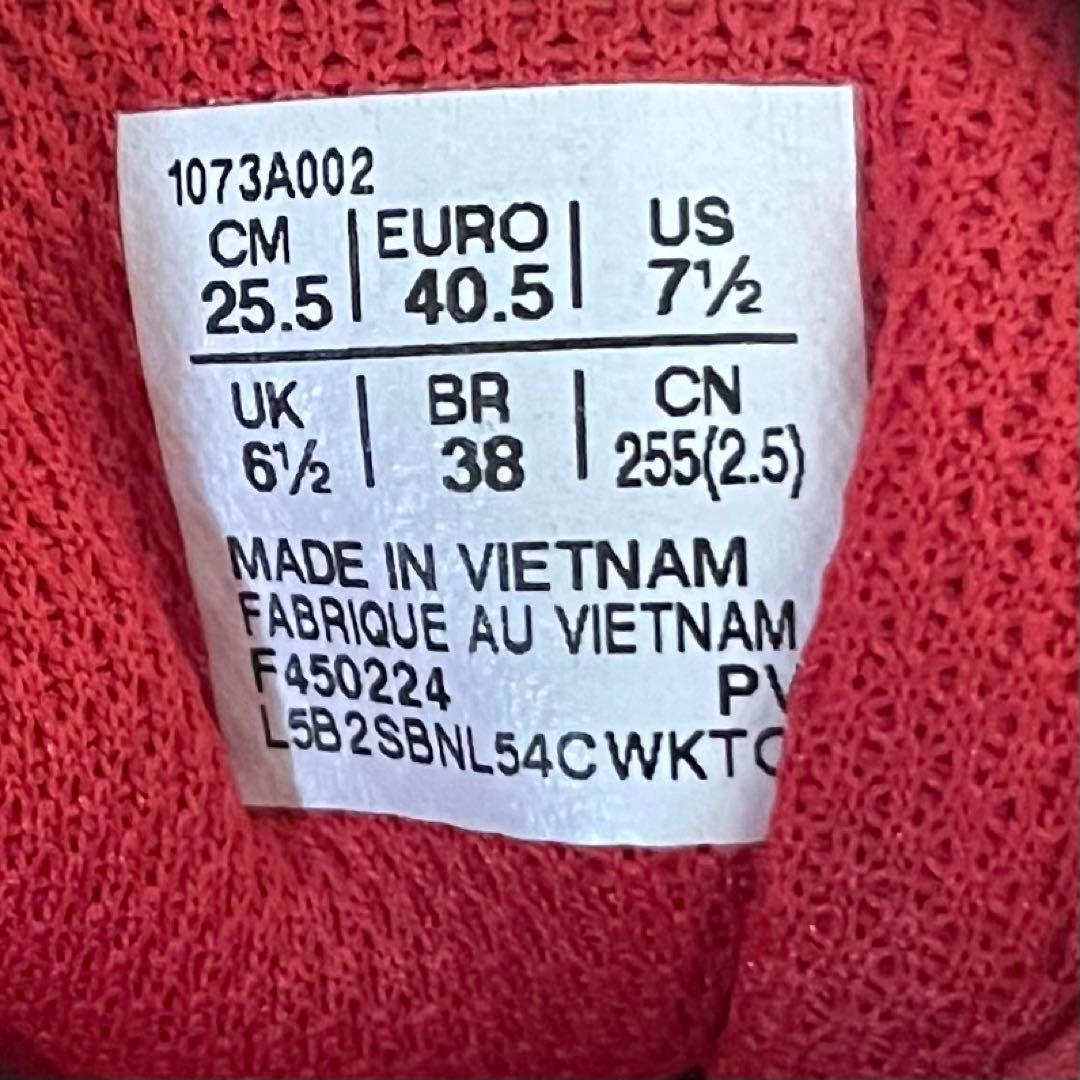 1073A002
CM | EURO | US
25.5 | 40.5 | 7½
UK | BR | CN
6½ | 38 | 255(2.5)
MADE IN VIETNAM
FABRIQUE AU VIETNAM
F450224
L5B2SBNL54CWKT